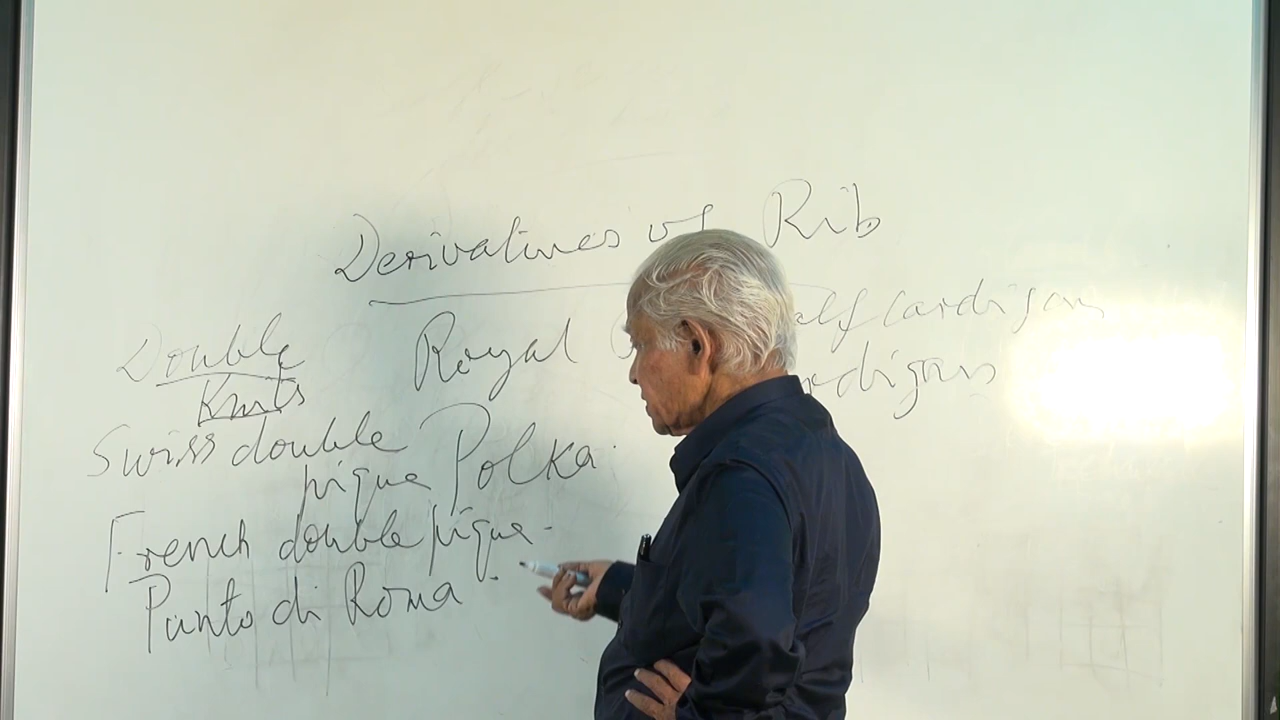 Derivatives of Rib
Double Royal
Knits
Swiss double
pique Polka
French double pique
Punto di Roma